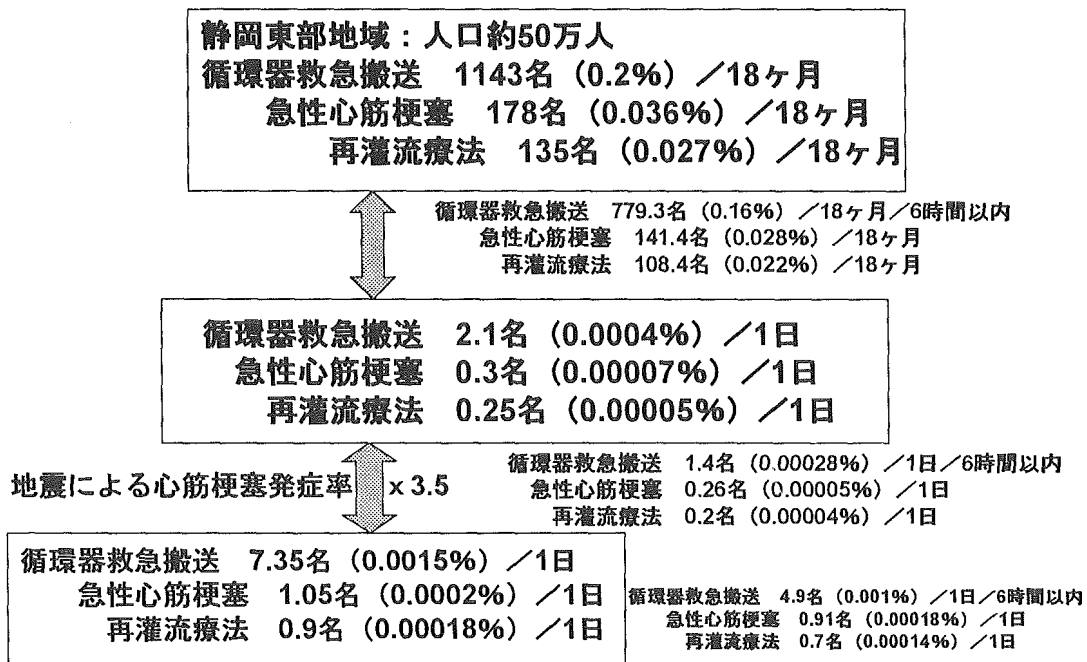 静岡東部地域：人口約50万人
循環器救急搬送　1143名（0.2%）／18ヶ月
急性心筋梗塞　178名（0.036%）／18ヶ月
再灌流療法　135名（0.027%）／18ヶ月
循環器救急搬送　779.3名（0.16%）／18ヶ月／6時間以内
急性心筋梗塞　141.4名（0.028%）／18ヶ月
再灌流療法　108.4名（0.022%）／18ヶ月
循環器救急搬送　2.1名（0.0004%）／1日
急性心筋梗塞　0.3名（0.00007%）／1日
再灌流療法　0.25名（0.00005%）／1日
地震による心筋梗塞発症率　x 3.5
循環器救急搬送　1.4名（0.00028%）／1日／6時間以内
急性心筋梗塞　0.26名（0.00005%）／1日
再灌流療法　0.2名（0.00004%）／1日
循環器救急搬送　7.35名（0.0015%）／1日
急性心筋梗塞　1.05名（0.0002%）／1日
再灌流療法　0.9名（0.00018%）／1日
循環器救急搬送　4.9名（0.001%）／1日／6時間以内
急性心筋梗塞　0.91名（0.00018%）／1日
再灌流療法　0.7名（0.00014%）／1日